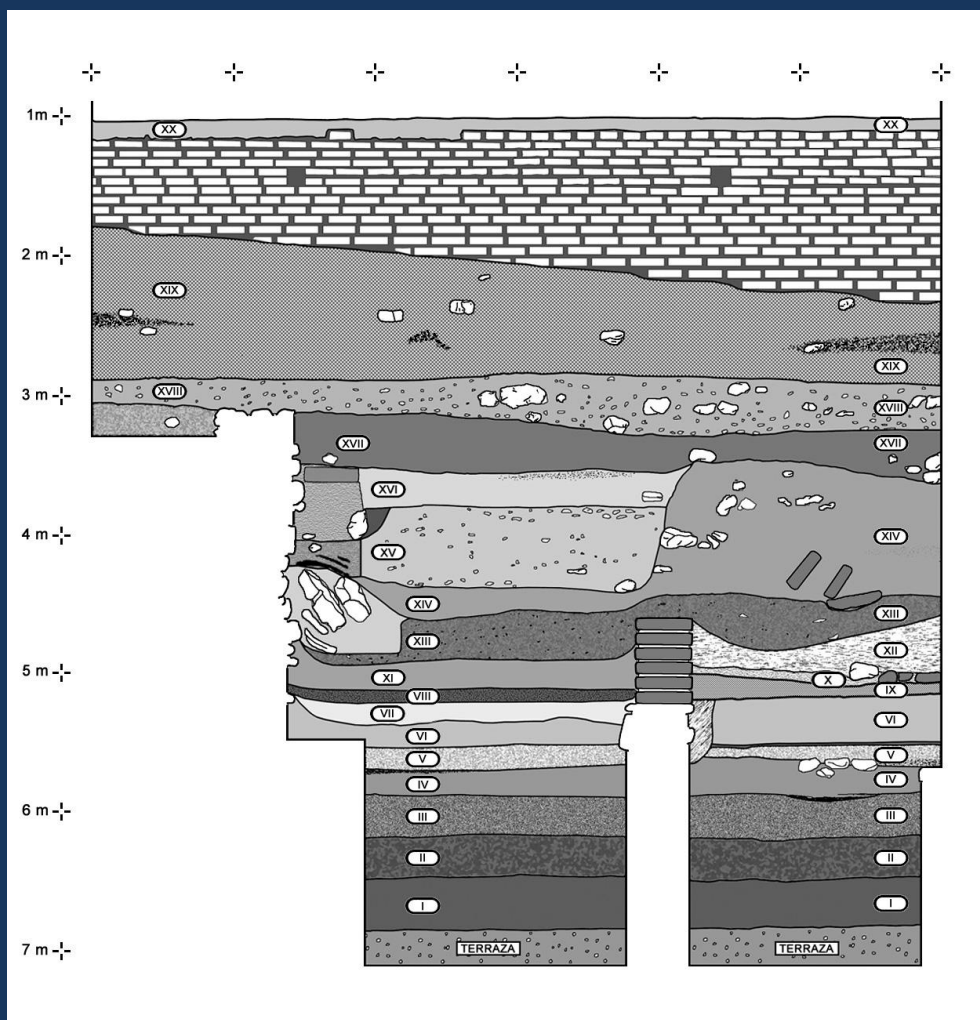 1m
XX XX
2 m
XIX
XIX
3 m
XVIII
XVIII
XVII XVII
XVI
4 m
XV XIV
XIV
XIII
XIII
XII
5 m
XI X
IX
VIII
VII
VI
VI
V V
IV IV
6 m
III III
II II
I I
7 m
TERRAZA TERRAZA